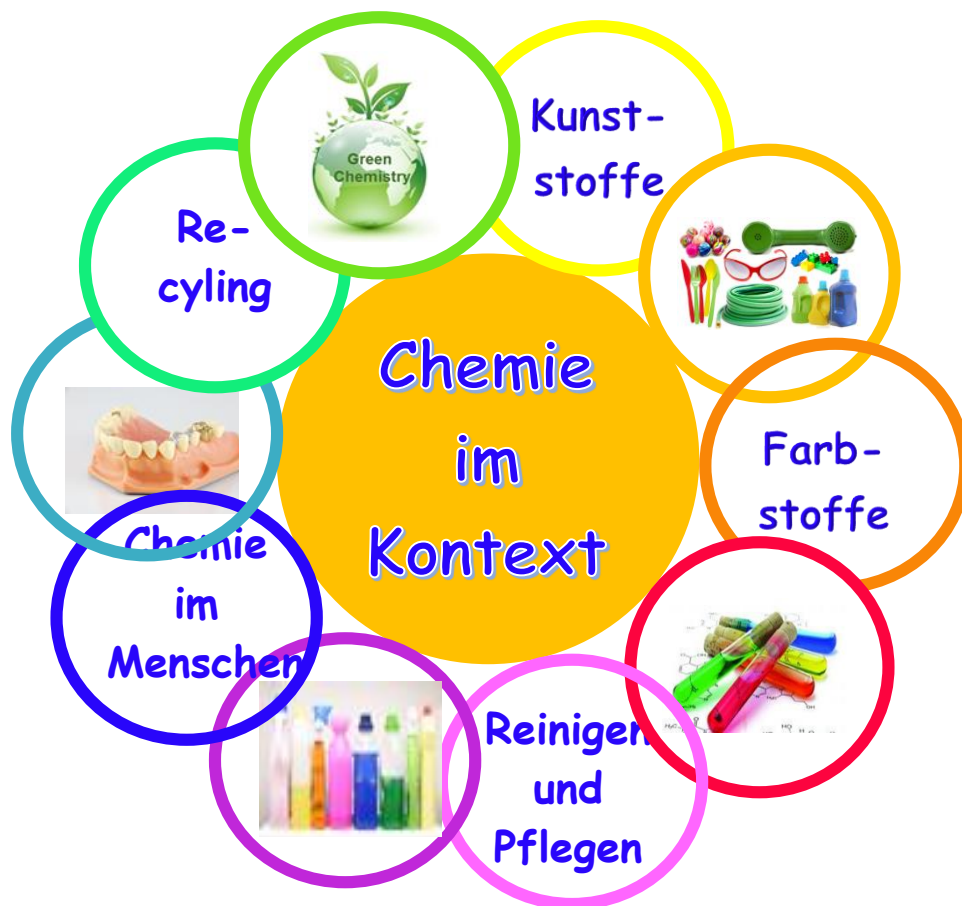 Chemie
im
Kontext
Green
Chemistry
Kunst-
stoffe
Farb-
stoffe
Reinigen
und
Pflegen
Chemie
im
Menschen
Re-
cyling